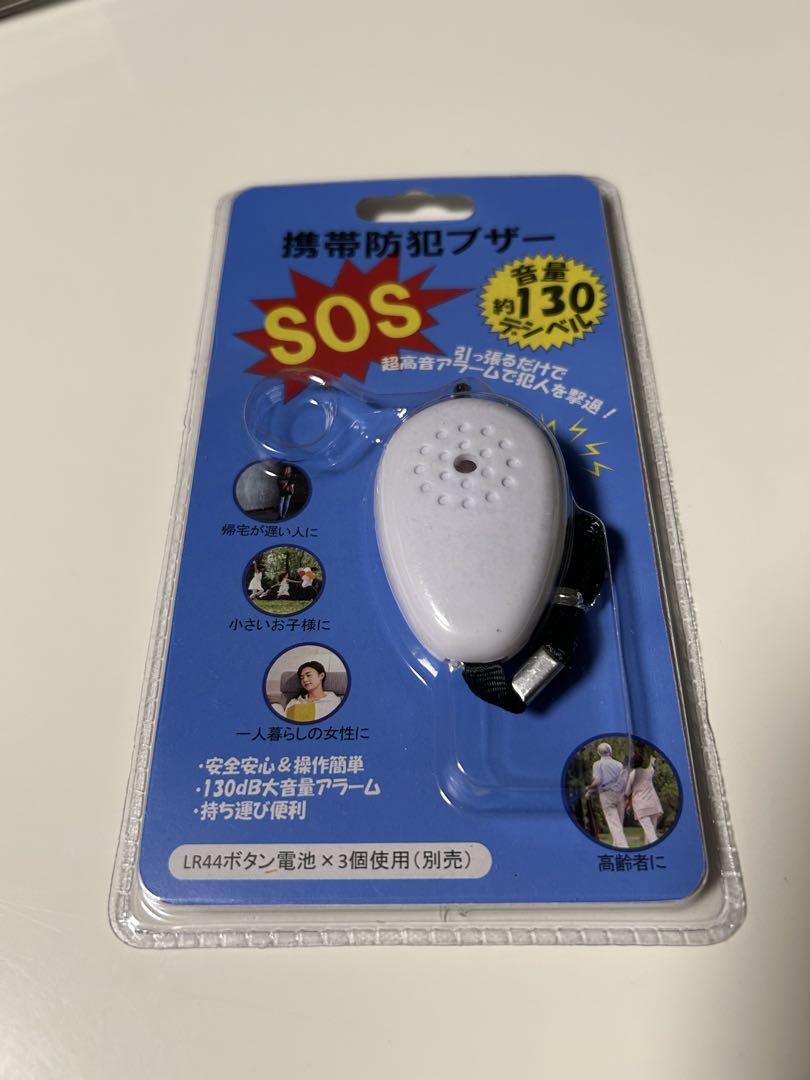 携帯防犯ブザー
SOS
音量
約130
デシベル
引っ張るだけで
超高音アラームで犯人を撃退！
帰宅が遅い人に
小さいお子様に
一人暮らしの女性に
・安全安心＆操作簡単
・130dB大音量アラーム
・持ち運び便利
高齢者に
LR44ボタン電池×3個使用（別売）